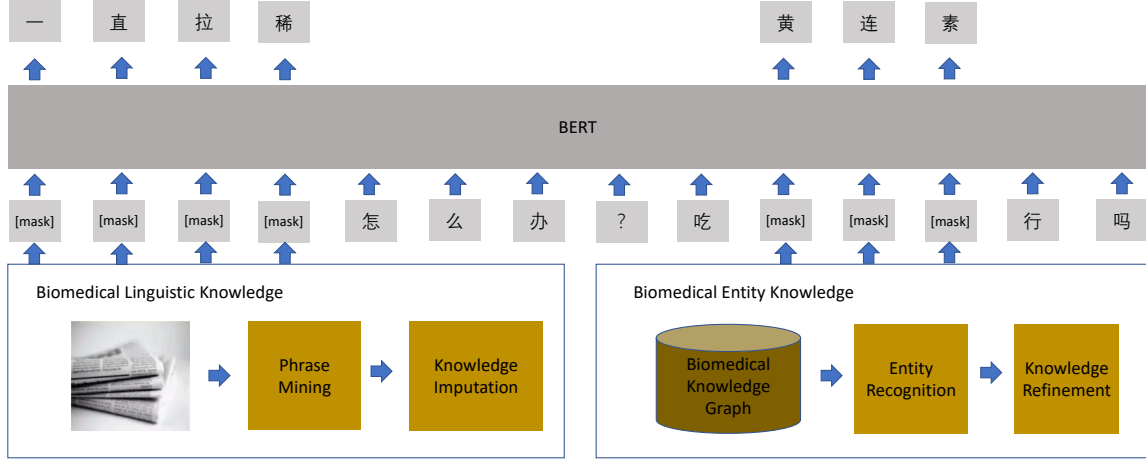 一 直 拉 稀 黄 连 素
BERT
[mask] [mask] [mask] [mask] 怎 么 办 ? 吃 [mask] [mask] [mask] 行 吗
Biomedical Linguistic Knowledge
Phrase
Mining
Knowledge
Imputation
Biomedical Entity Knowledge
Biomedical
Knowledge
Graph
Entity
Recognition
Knowledge
Refinement